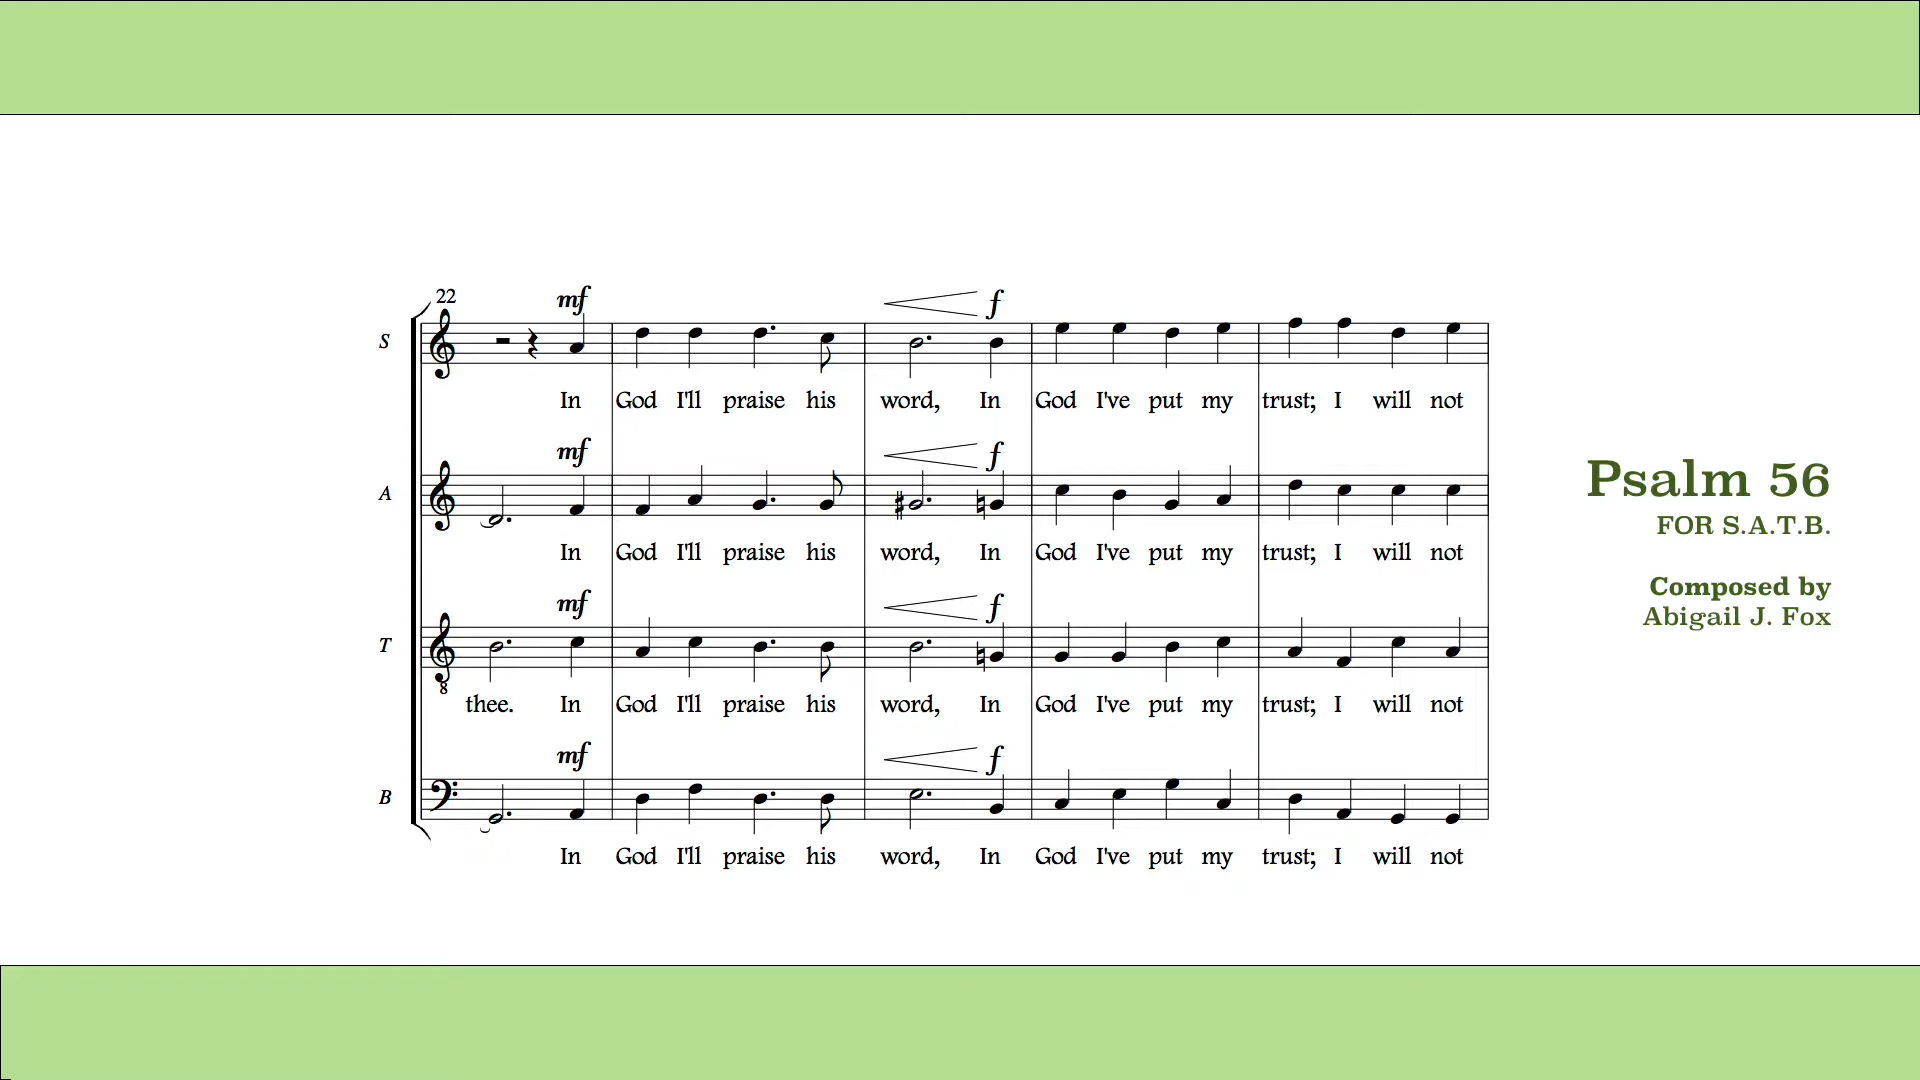 22
mf
f
S
In God I'll praise his word, In God I've put my trust; I will not
mf
f
A
In God I'll praise his word, In God I've put my trust; I will not
mf
f
T
8
thee. In God I'll praise his word, In God I've put my trust; I will not
mf
f
B
In God I'll praise his word, In God I've put my trust; I will not
Psalm 56
FOR S.A.T.B.
Composed by
Abigail J. Fox